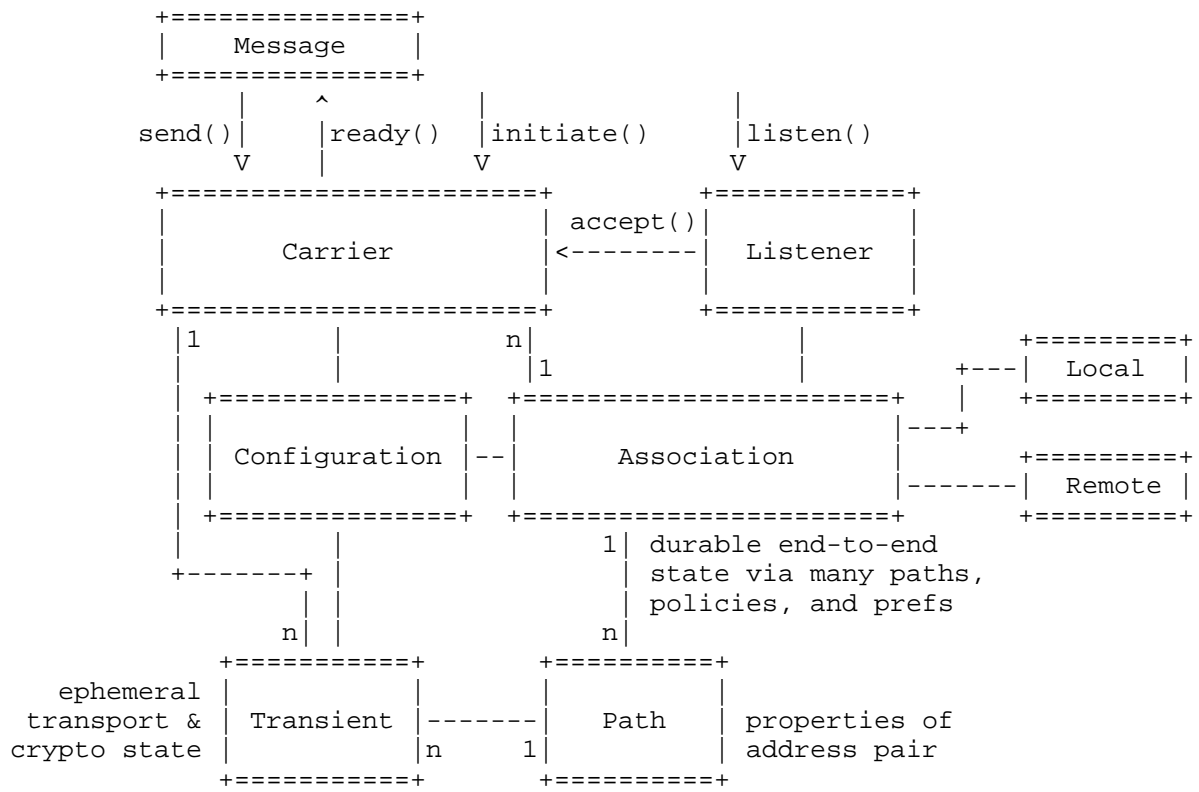 Message
send() ready() initiate() listen()
accept()
Carrier Listener
1 n
1 Local
Configuration Association
Remote
1 durable end-to-end
state via many paths,
policies, and prefs
n n
ephemeral
transport & Transient Path properties of
crypto state n 1 address pair